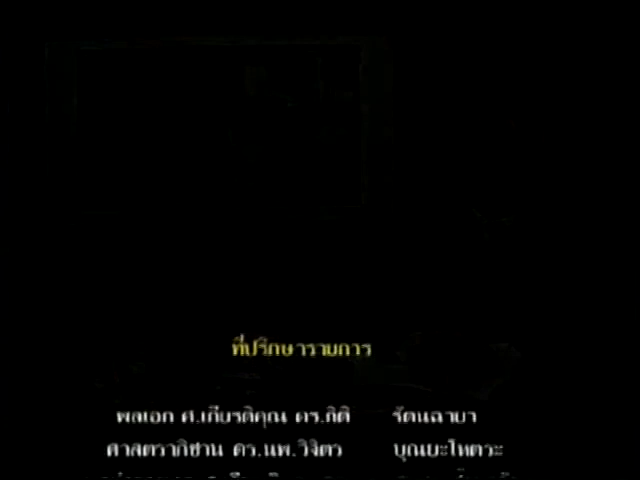 ที่ปรึกษารายการ
พลเอก ศ.เกียรติคุณ ดร.กิติ รัตนฉายา
ศาสตราภิชาน ดร.นพ.วิจิตร บุณยะโหตระ